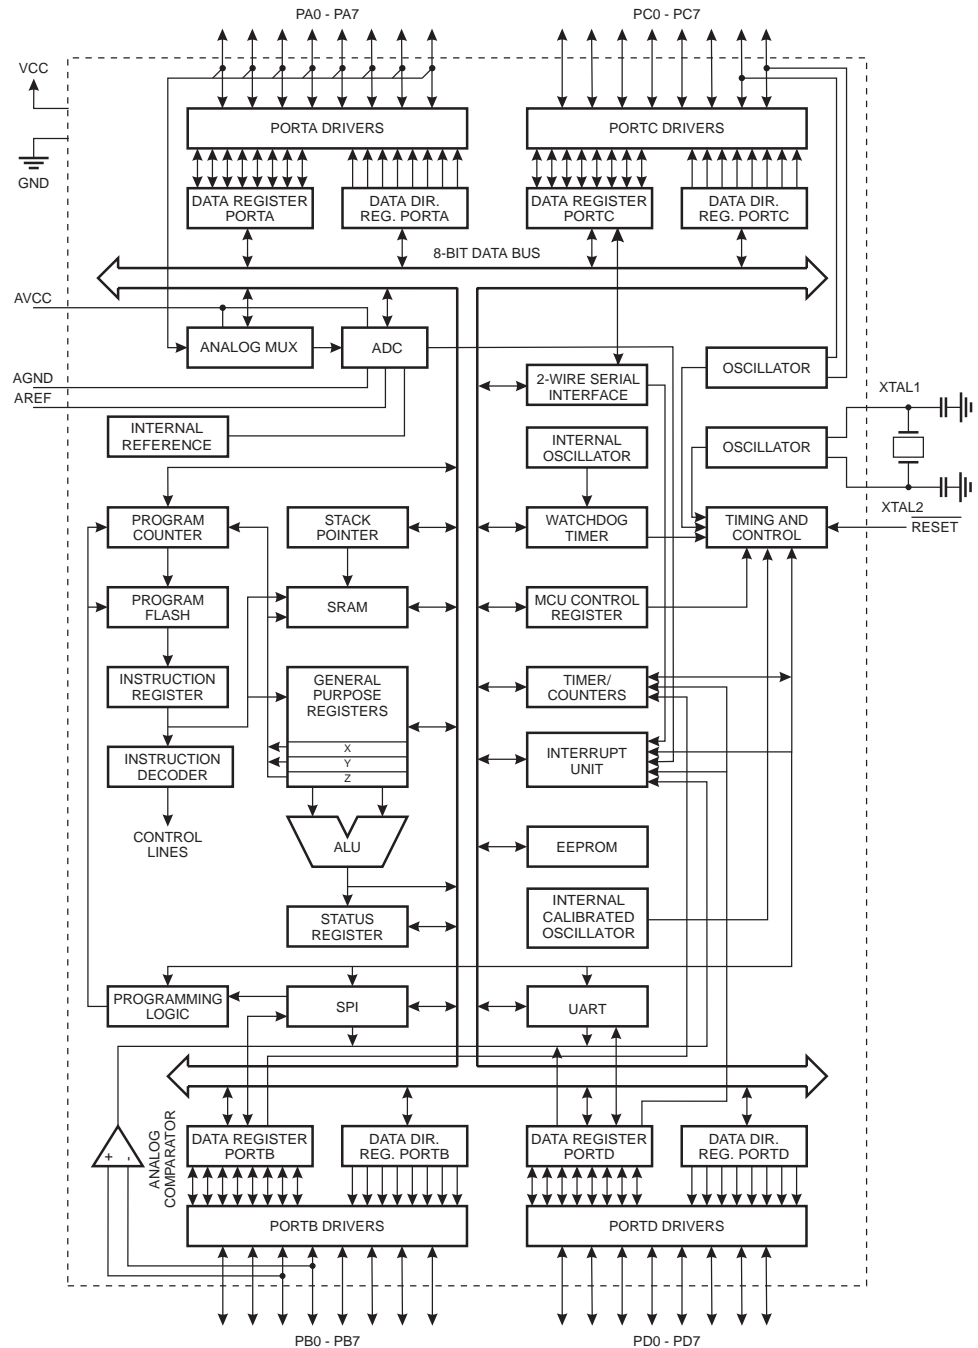 PA0 - PA7
PC0 - PC7
VCC
GND
PORTA DRIVERS
PORTC DRIVERS
DATA REGISTER
PORTA
DATA DIR.
REG. PORTA
DATA REGISTER
PORTC
DATA DIR.
REG. PORTC
8-BIT DATA BUS
AVCC
ANALOG MUX
ADC
AGND
AREF
INTERNAL
REFERENCE
2-WIRE SERIAL
INTERFACE
OSCILLATOR
XTAL1
INTERNAL
OSCILLATOR
OSCILLATOR
XTAL2
RESET
PROGRAM
COUNTER
STACK
POINTER
WATCHDOG
TIMER
TIMING AND
CONTROL
PROGRAM
FLASH
SRAM
MCU CONTROL
REGISTER
INSTRUCTION
REGISTER
GENERAL
PURPOSE
REGISTERS
X
Y
Z
TIMER/
COUNTERS
INSTRUCTION
DECODER
INTERRUPT
UNIT
CONTROL
LINES
ALU
EEPROM
STATUS
REGISTER
INTERNAL
CALIBRATED
OSCILLATOR
PROGRAMMING
LOGIC
SPI
UART
ANALOG
COMPARATOR
+
-
DATA REGISTER
PORTB
DATA DIR.
REG. PORTB
DATA REGISTER
PORTD
DATA DIR.
REG. PORTD
PORTB DRIVERS
PORTD DRIVERS
PB0 - PB7
PD0 - PD7